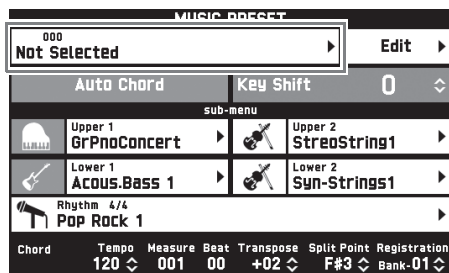 MUSIC PRESET
000
Not Selected
Edit
Auto Chord
Key Shift 0
sub-menu
Upper 1
GrPnoConcert
Upper 2
StreoString1
Lower 1
Acous.Bass 1
Lower 2
Syn-Strings1
Rhythm 4/4
Pop Rock 1
Chord Tempo Measure Beat Transpose Split Point Registra
120 001 00 +02 F#3 Bank-01